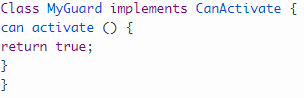 Class MyGuard implements CanActivate {
can activate () {
return true;
}
}